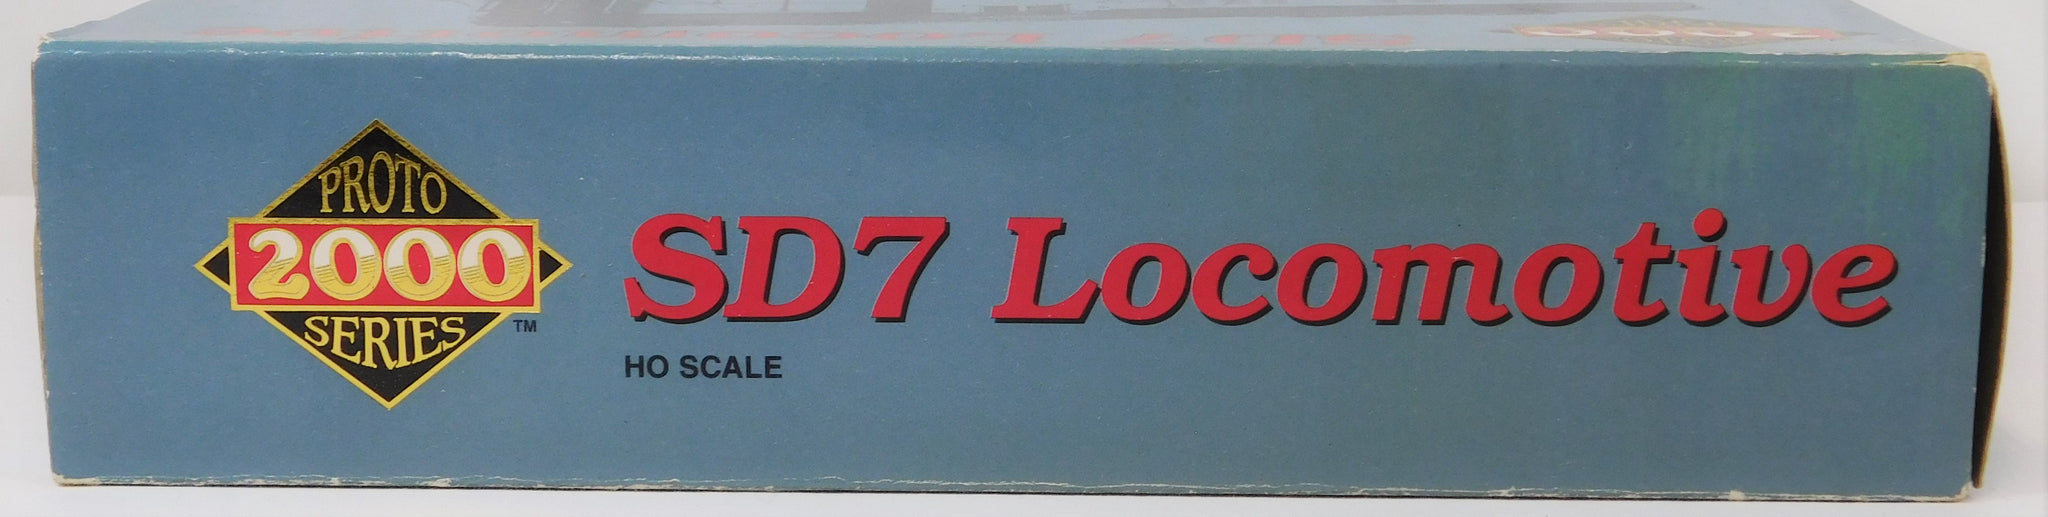 PROTO
2000
SERIES
TM
SD7 Locomotive
HO SCALE